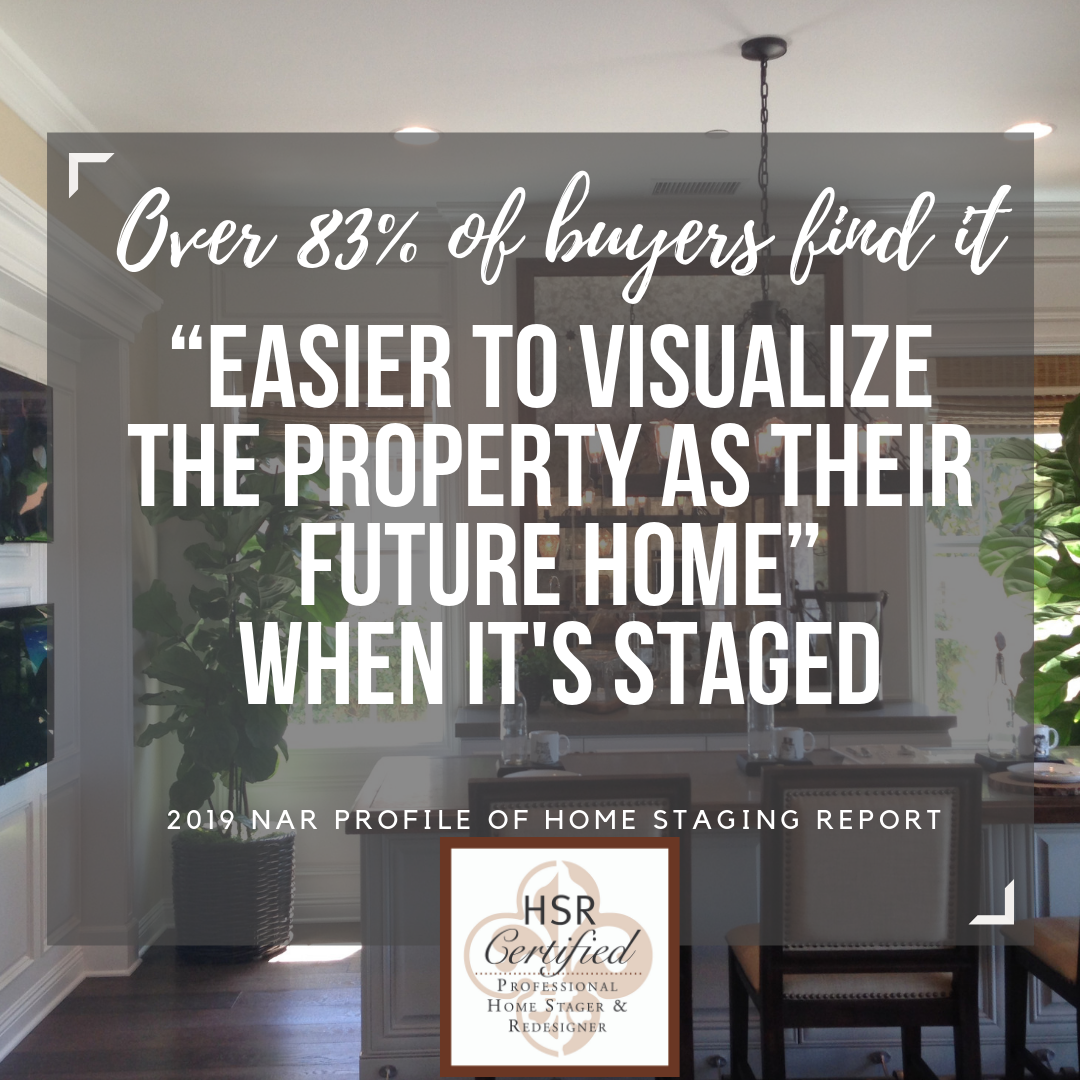 Over 83% of buyers find it
“EASIER TO VISUALIZE
THE PROPERTY AS THEIR
FUTURE HOME”
WHEN IT'S STAGED
2019 NAR PROFILE OF HOME STAGING REPORT
HSR
Certified
PROFESSIONAL
HOME STAGER &
REDESIGNER